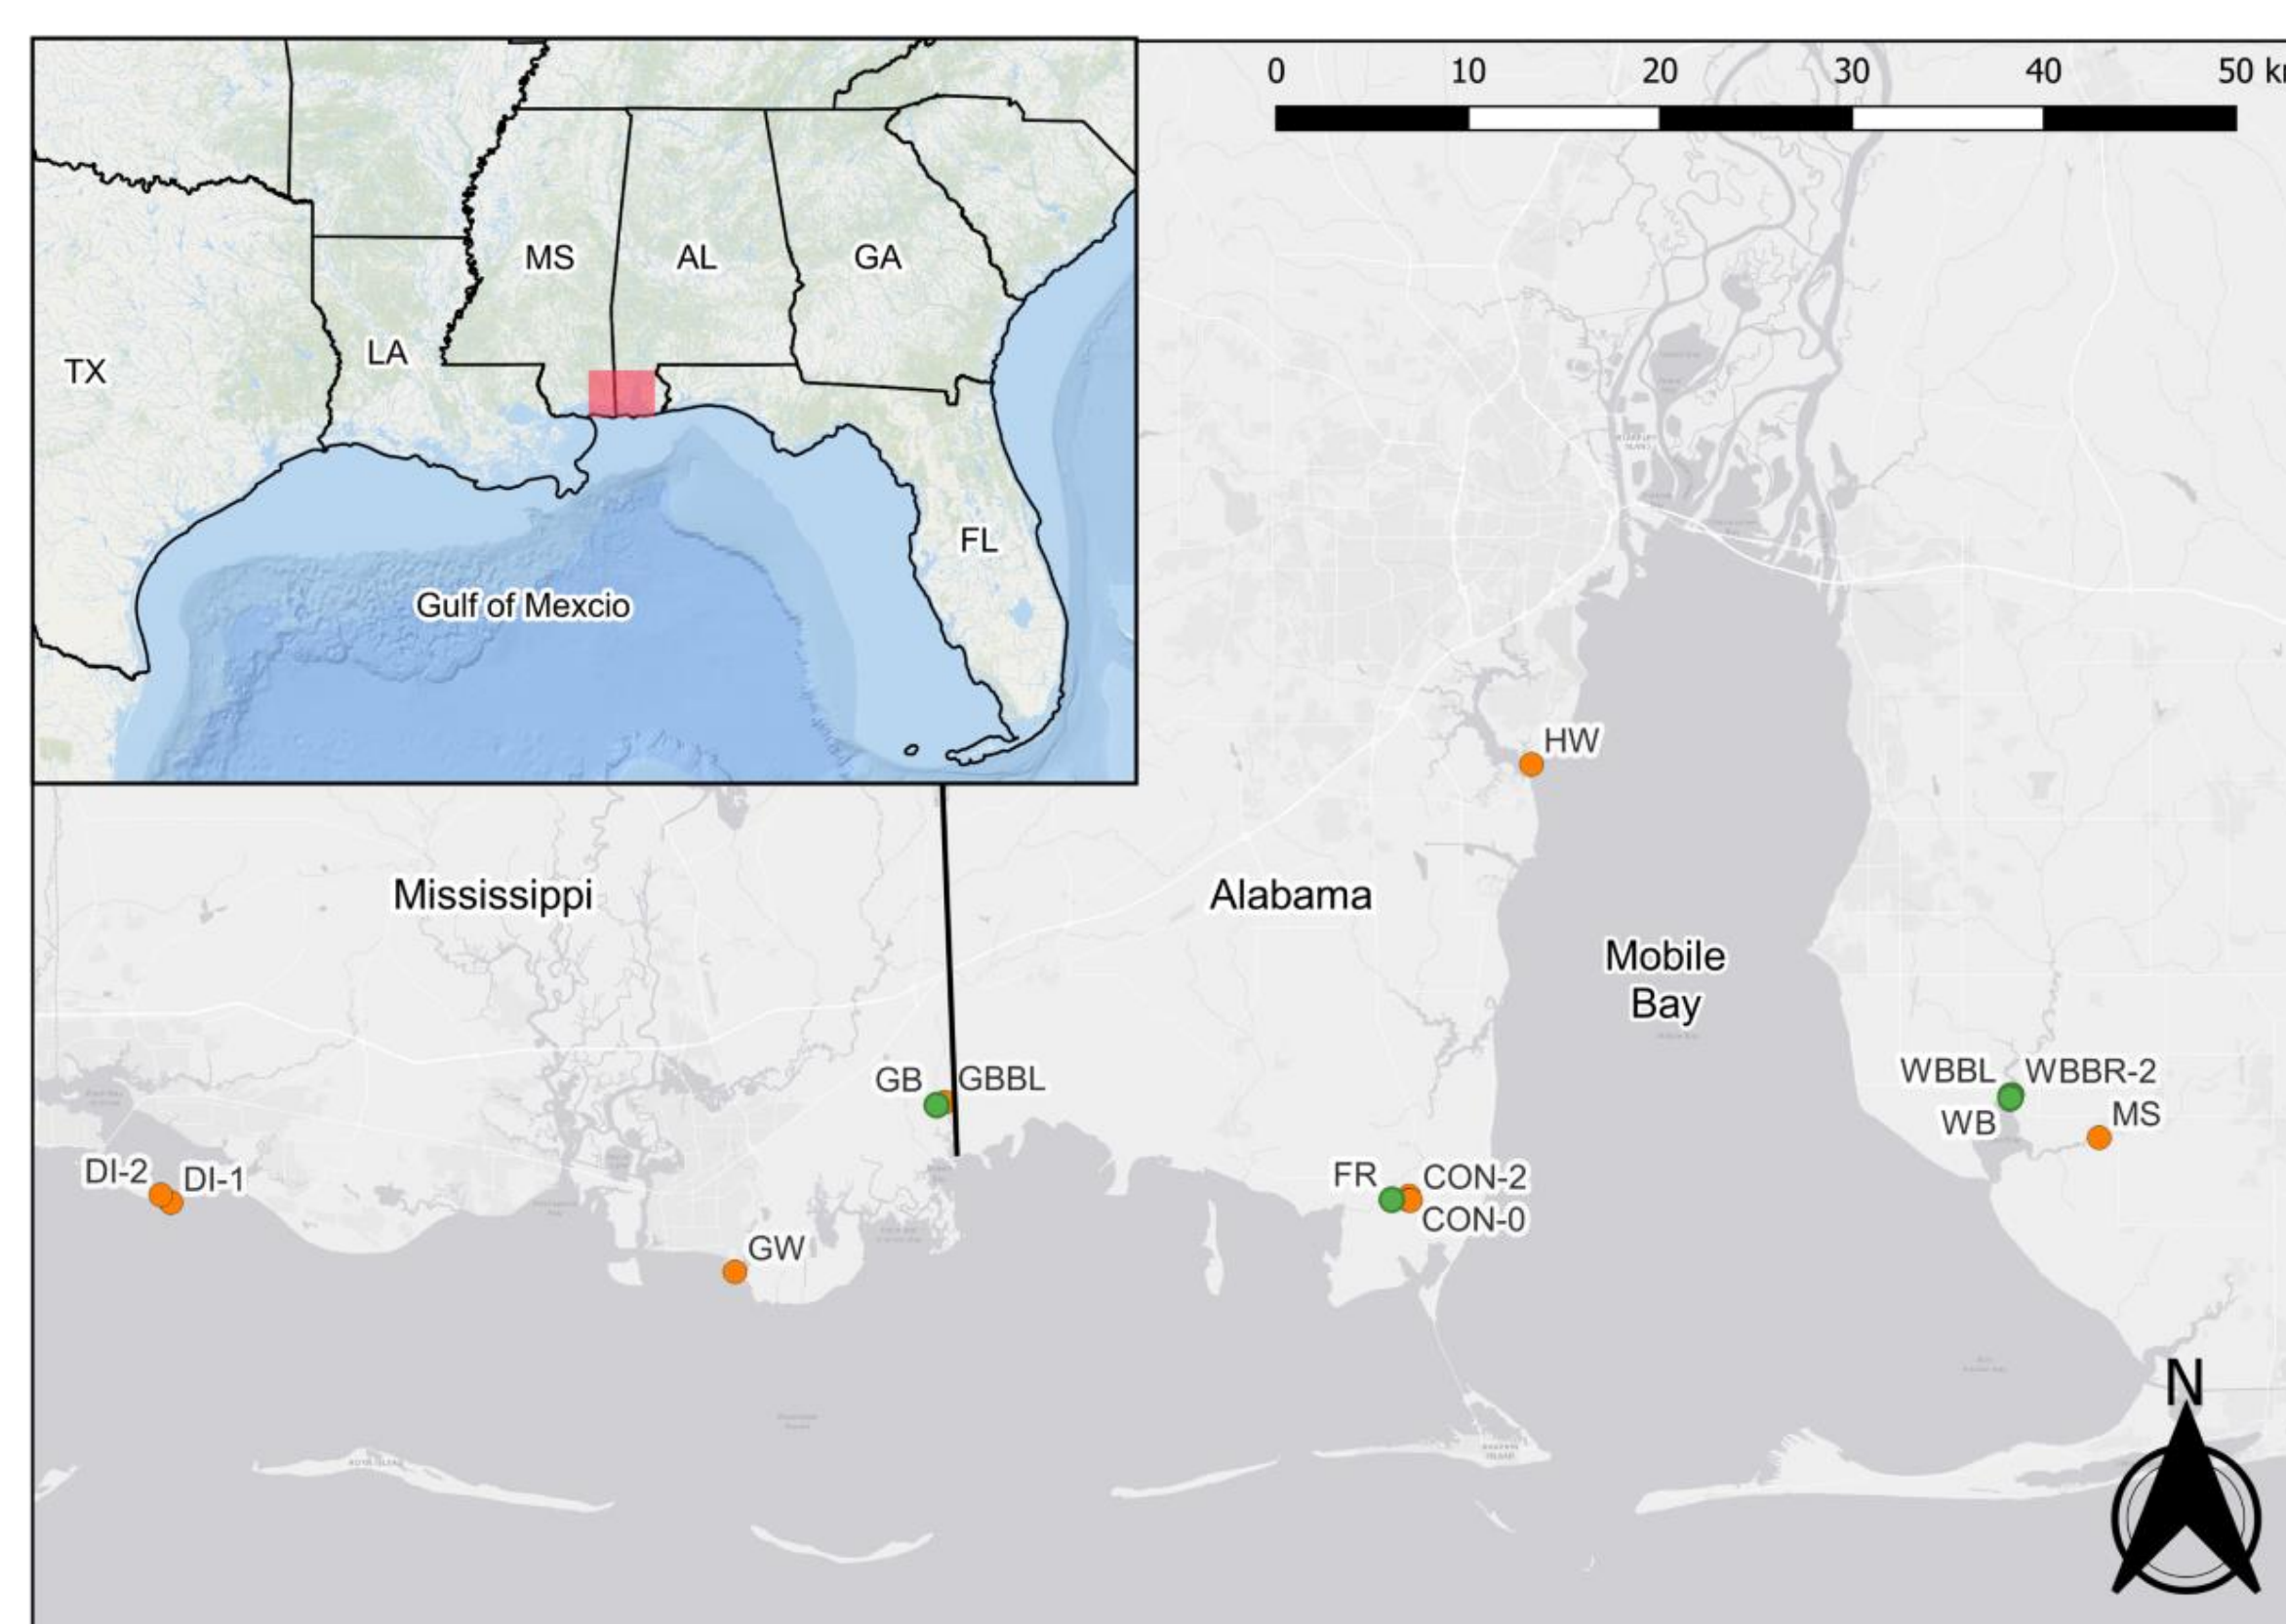 0 10 20 30 40 50 k
MS AL GA
LA
TX
FL
Gulf of Mexcio
HW
Mississippi
Alabama
Mobile
Bay
GB GBBL
WBBL WBBR-2
WB MS
DI-2 DI-1
FR CON-2
CON-0
GW
N